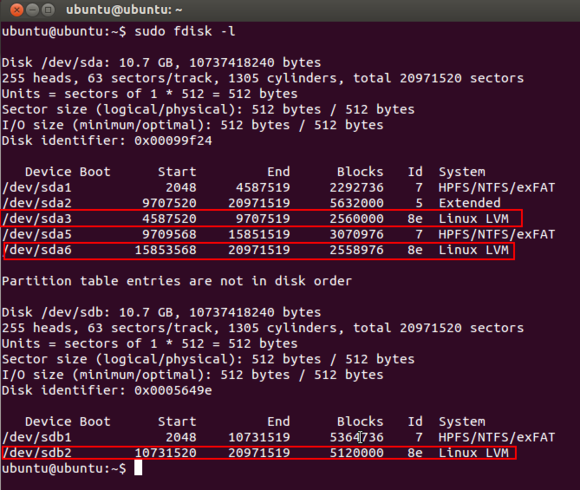 ubuntu@ubuntu: ~
ubuntu@ubuntu:~$ sudo fdisk -l
Disk /dev/sda: 10.7 GB, 10737418240 bytes
255 heads, 63 sectors/track, 1305 cylinders, total 20971520 sectors
Units = sectors of 1 * 512 = 512 bytes
Sector size (logical/physical): 512 bytes / 512 bytes
I/O size (minimum/optimal): 512 bytes / 512 bytes
Disk identifier: 0x00099f24
Device Boot Start End Blocks Id System
/dev/sda1 2048 4587519 2292736 7 HPFS/NTFS/exFAT
/dev/sda2 9707520 20971519 5632000 5 Extended
/dev/sda3 4587520 9707519 2560000 8e Linux LVM
/dev/sda5 9709568 15851519 3070976 7 HPFS/NTFS/exFAT
/dev/sda6 15853568 20971519 2558976 8e Linux LVM
Partition table entries are not in disk order
Disk /dev/sdb: 10.7 GB, 10737418240 bytes
255 heads, 63 sectors/track, 1305 cylinders, total 20971520 sectors
Units = sectors of 1 * 512 = 512 bytes
Sector size (logical/physical): 512 bytes / 512 bytes
I/O size (minimum/optimal): 512 bytes / 512 bytes
Disk identifier: 0x0005649e
Device Boot Start End Blocks Id System
/dev/sdb1 2048 10731519 5364736 7 HPFS/NTFS/exFAT
/dev/sdb2 10731520 20971519 5120000 8e Linux LVM
ubuntu@ubuntu:~$